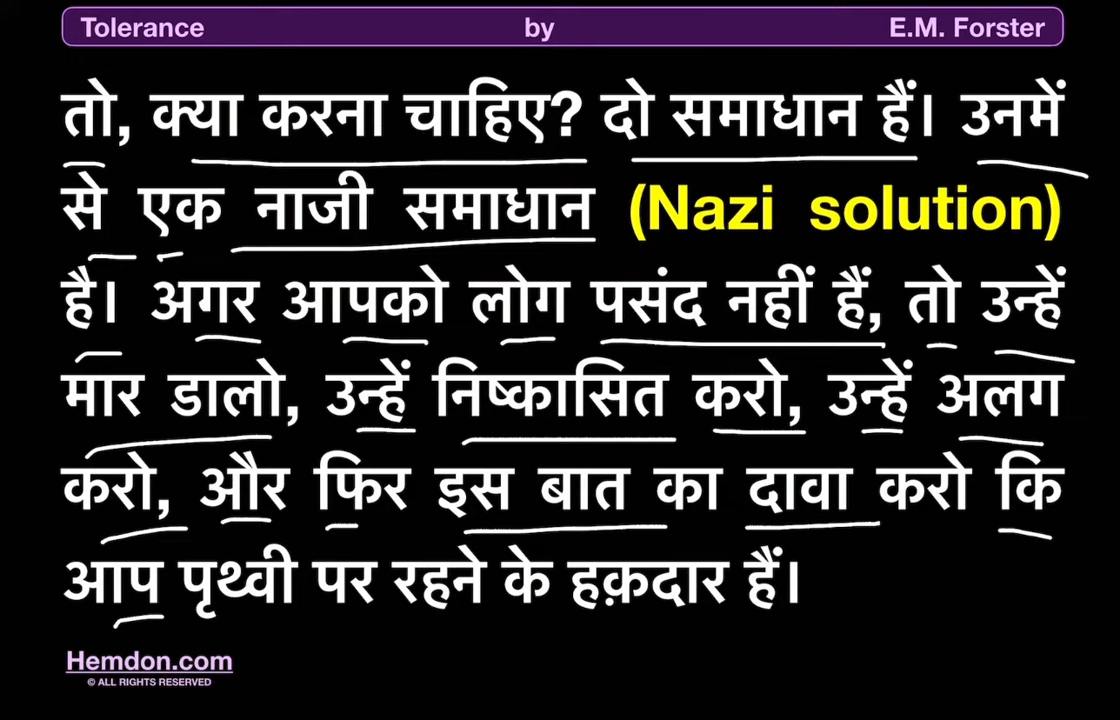 Tolerance by E.M. Forster
तो, क्या करना चाहिए? दो समाधान हैं। उनमें
से एक नाजी समाधान (Nazi solution)
है। अगर आपको लोग पसंद नहीं हैं, तो उन्हें
मार डालो, उन्हें निष्कासित करो, उन्हें अलग
करो, और फिर इस बात का दावा करो कि
आप पृथ्वी पर रहने के हक़दार हैं।
Hemdon.com
© ALL RIGHTS RESERVED